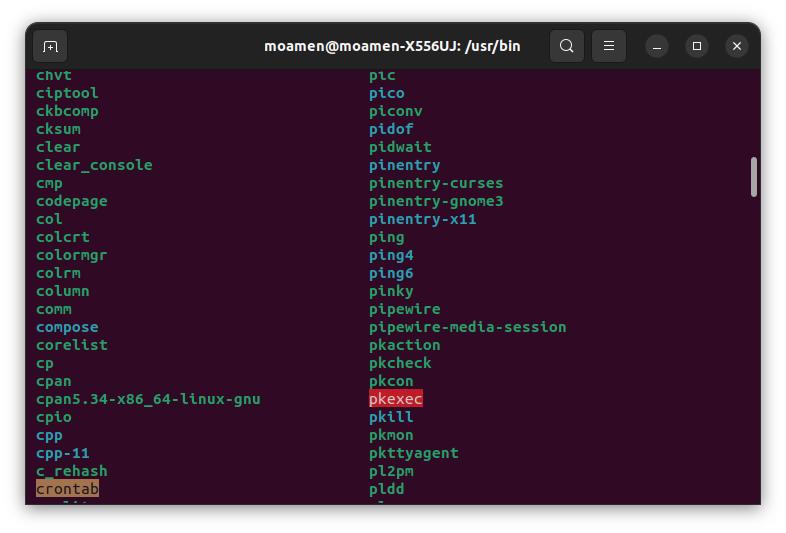 moamen@moamen-X556UJ: /usr/bin
chvt pic
ciptool pico
ckbcomp piconv
cksum pidof
clear pidwait
clear_console pinentry
cmp pinentry-curses
codepage pinentry-gnome3
col pinentry-x11
colcrt ping
colormgr ping4
colrm ping6
column pinky
comm pipewire
compose pipewire-media-session
corelist pkaction
cp pkcheck
cpan pkcon
cpan5.34-x86_64-linux-gnu pkexec
cpio pkill
cpp pkmon
cpp-11 pkttyagent
c_rehash pl2pm
crontab pldd